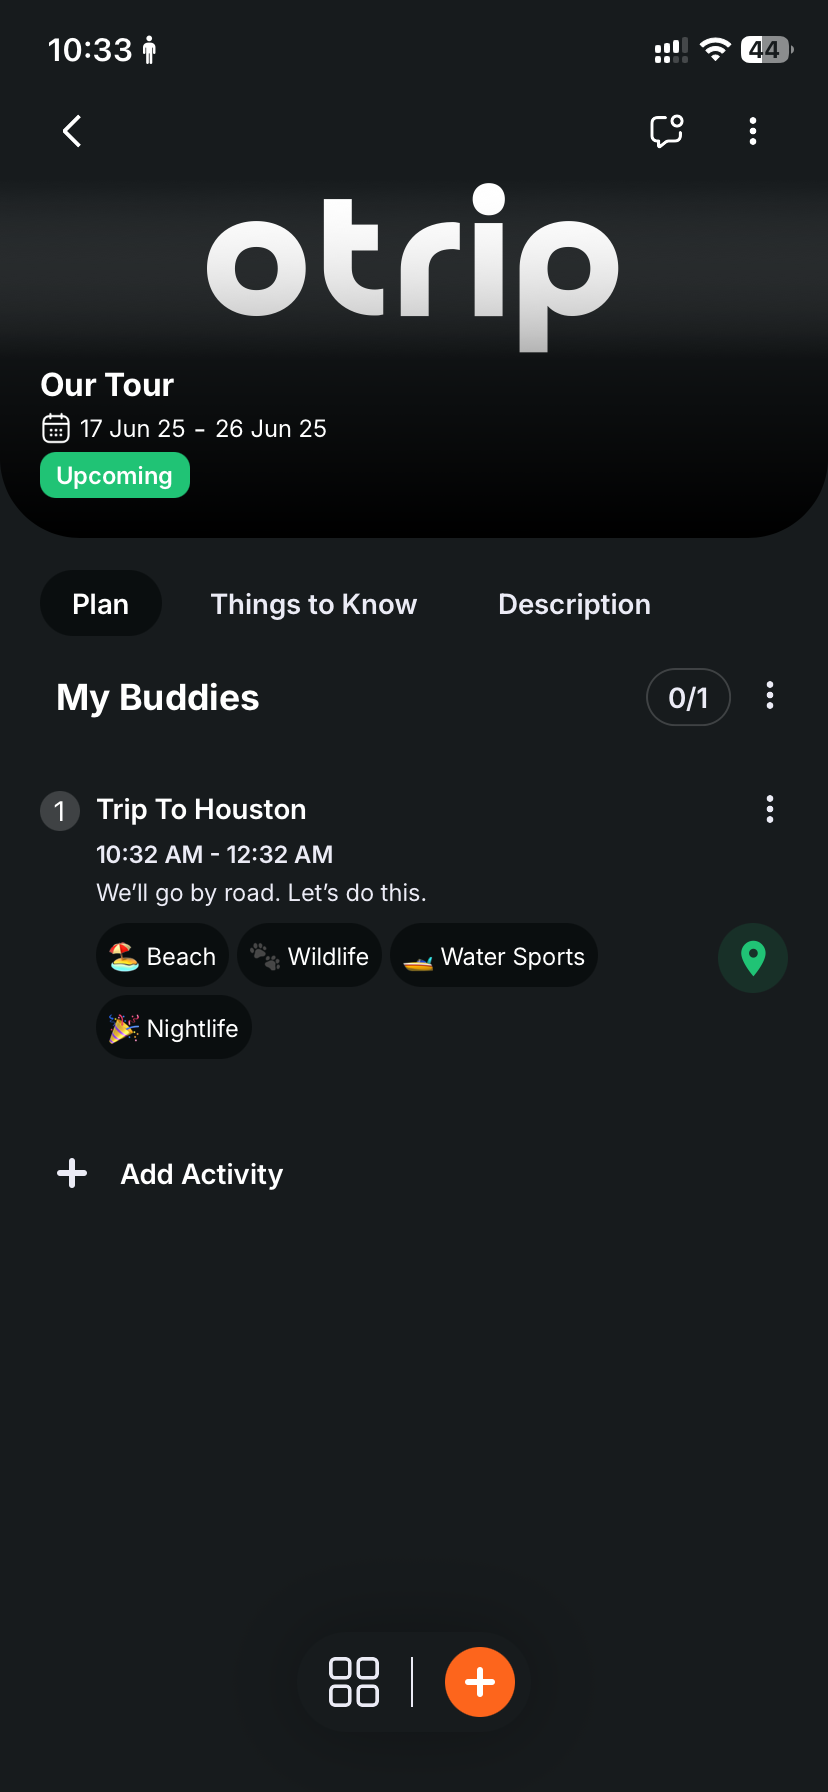 10:33
44
otrip
Our Tour
17 Jun 25 - 26 Jun 25
Upcoming
Plan Things to Know Description
My Buddies 0/1
1 Trip To Houston
10:32 AM - 12:32 AM
We’ll go by road. Let’s do this.
Beach Wildlife Water Sports
Nightlife
Add Activity